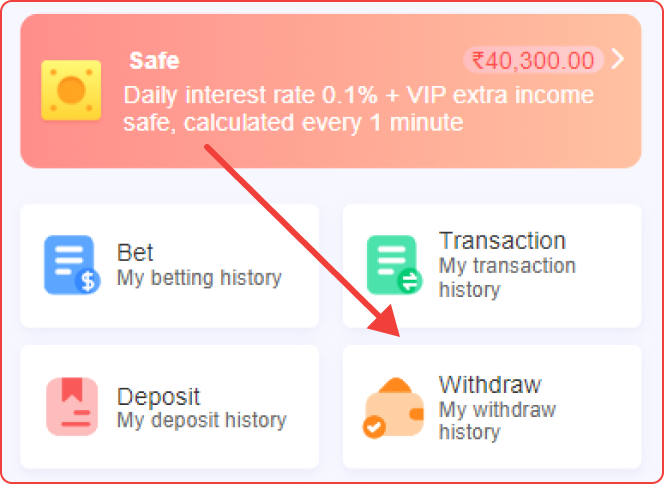 Safe
₹40,300.00
Daily interest rate 0.1% + VIP extra income
safe, calculated every 1 minute
Bet
My betting history
Transaction
My transaction
history
Deposit
My deposit history
Withdraw
My withdraw
history